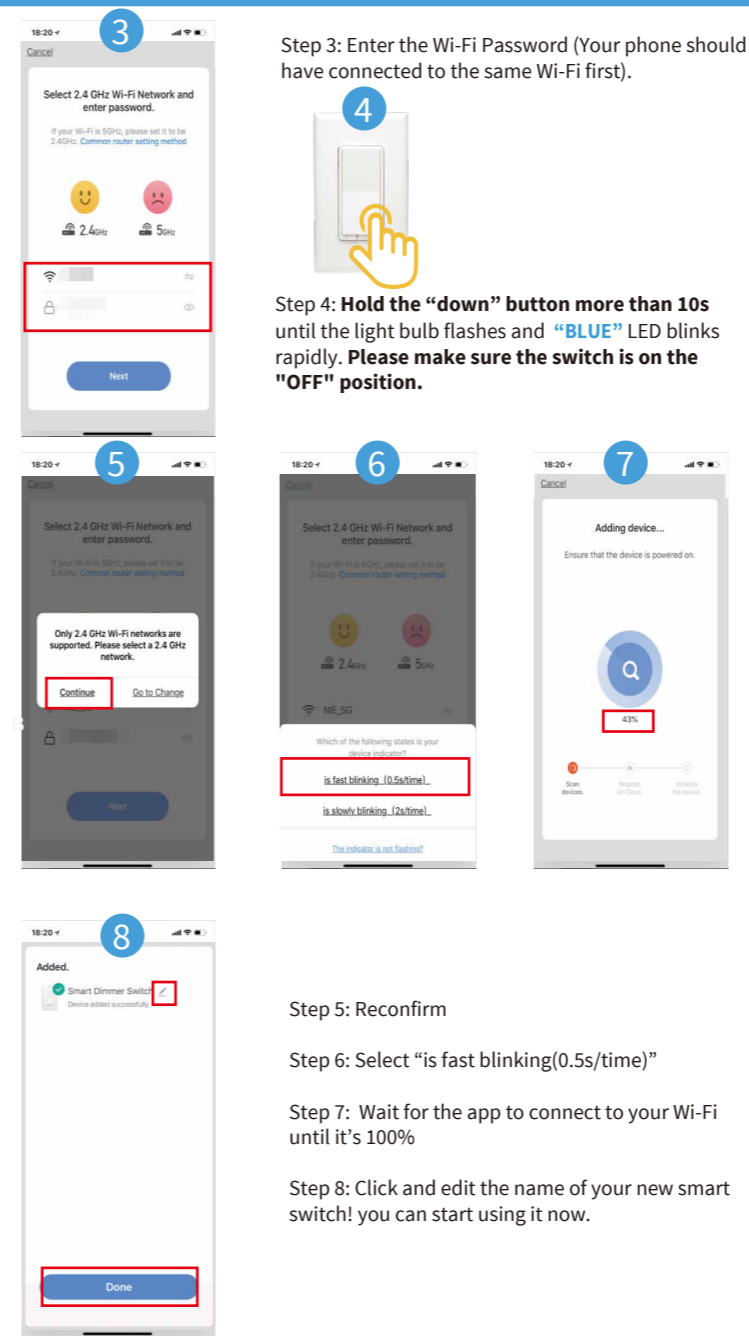 3
18:20
Cancel
Select 2.4 GHz Wi-Fi Network and
enter password.
If your Wi-Fi is 5GHz, please set it to be
2.4GHz. Common router setting method
2.4GHz
5GHz
Next
Step 3: Enter the Wi-Fi Password (Your phone should
have connected to the same Wi-Fi first).
4
Step 4: Hold the “down” button more than 10s
until the light bulb flashes and “BLUE” LED blinks
rapidly. Please make sure the switch is on the
"OFF" position.
5
18:20
Cancel
Select 2.4 GHz Wi-Fi Network and
enter password.
If your Wi-Fi is 5GHz, please set it to be
2.4GHz. Common router setting method
Only 2.4 GHz Wi-Fi networks are
supported. Please select a 2.4 GHz
network.
Continue
Go to Change
Next
6
18:20
Cancel
Select 2.4 GHz Wi-Fi Network and
enter password.
If your Wi-Fi is 5GHz, please set it to be
2.4GHz. Common router setting method
2.4GHz
5GHz
NIE_5G
Which of the following states is your
device indicator?
is fast blinking (0.5s/time)
is slowly blinking (2s/time)
The indicator is not flashing?
7
18:20
Cancel
Adding device...
Ensure that the device is powered on.
43%
Scan
devices.
Register
on Cloud.
Initialize
the device.
8
18:20
Added.
Smart Dimmer Switch
Device added successfully
Done
Step 5: Reconfirm
Step 6: Select “is fast blinking(0.5s/time)”
Step 7: Wait for the app to connect to your Wi-Fi
until it’s 100%
Step 8: Click and edit the name of your new smart
switch! you can start using it now.